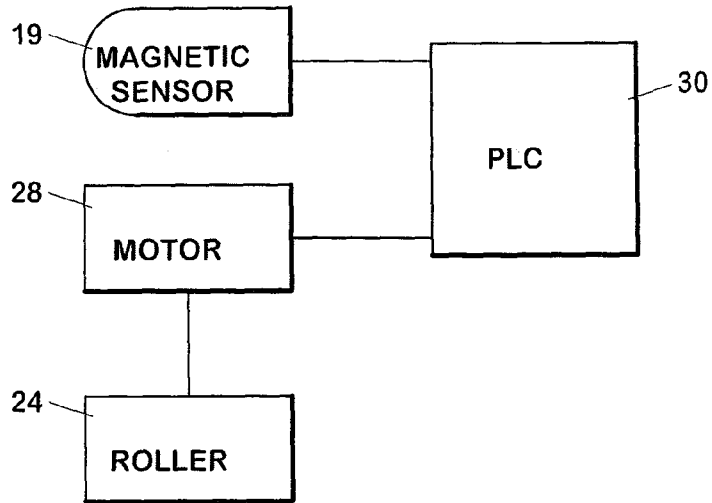 19
MAGNETIC
SENSOR
30
PLC
28
MOTOR
24
ROLLER